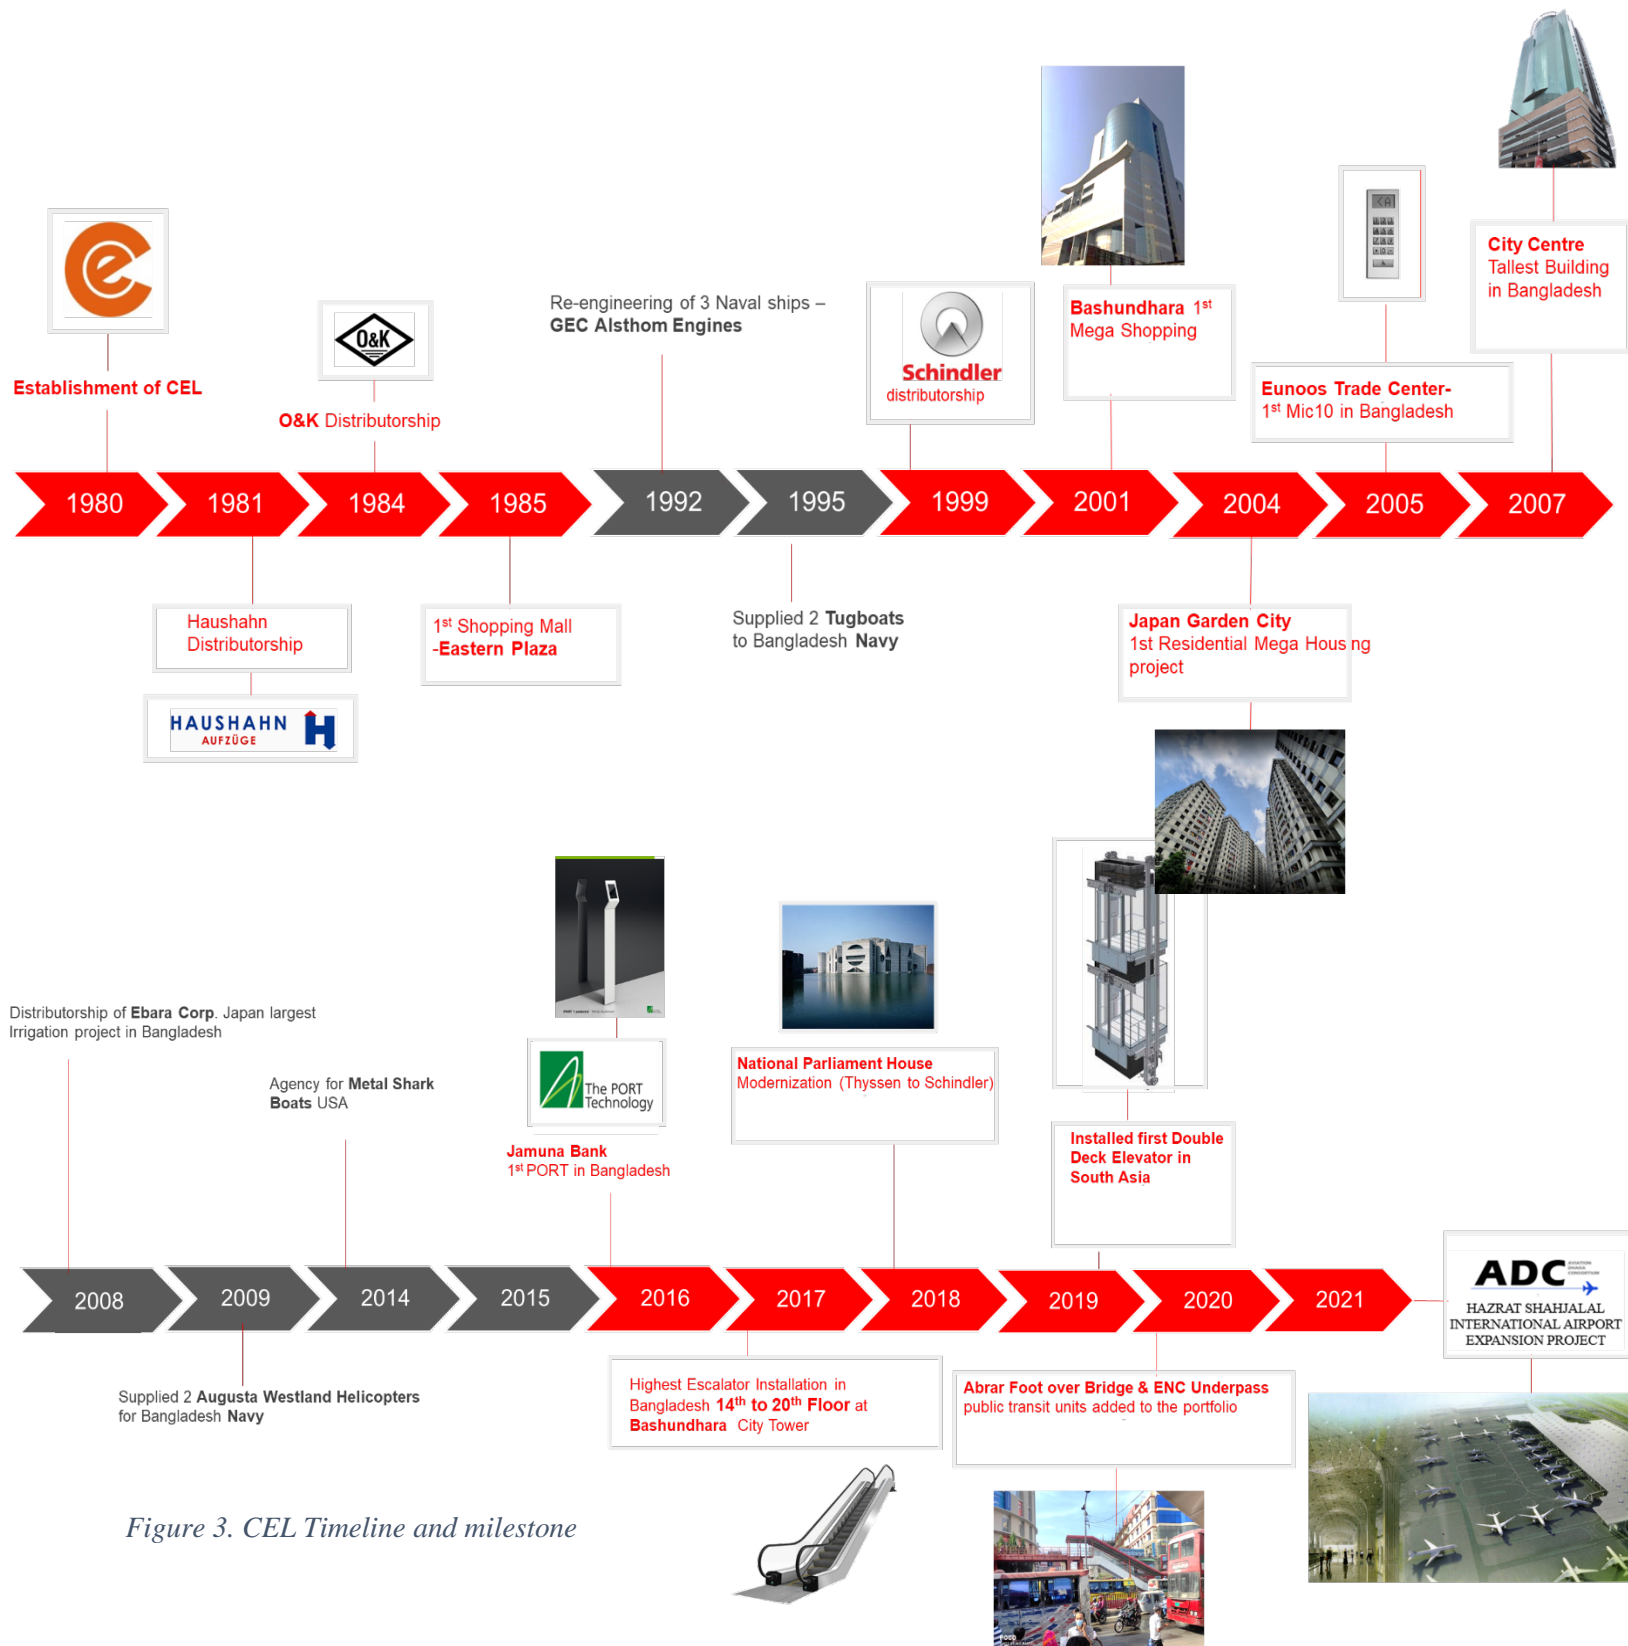 City Centre
Tallest Building
in Bangladesh
Establishment of CEL
O&K
O&K Distributorship
Re-engineering of 3 Naval ships –
GEC Alsthom Engines
Schindler
distributorship
Bashundhara 1st
Mega Shopping
Eunoos Trade Center-
1st Mic10 in Bangladesh
1980
1981
1984
1985
1992
1995
1999
2001
2004
2005
2007
Haushahn
Distributorship
HAUSHAHN
AUFZÜGE
1st Shopping Mall
-Eastern Plaza
Supplied 2 Tugboats
to Bangladesh Navy
Japan Garden City
1st Residential Mega Housing
project
Distributorship of Ebara Corp. Japan largest
Irrigation project in Bangladesh
Agency for Metal Shark
Boats USA
The PORT
Technology
Jamuna Bank
1st PORT in Bangladesh
National Parliament House
Modernization (Thyssen to Schindler)
Installed first Double
Deck Elevator in
South Asia
2008
2009
2014
2015
2016
2017
2018
2019
2020
2021
ADC
AVIATION
DHAKA
CONSORTIUM
HAZRAT SHAHJALAL
INTERNATIONAL AIRPORT
EXPANSION PROJECT
Supplied 2 Augusta Westland Helicopters
for Bangladesh Navy
Highest Escalator Installation in
Bangladesh 14th to 20th Floor at
Bashundhara City Tower
Abrar Foot over Bridge & ENC Underpass
public transit units added to the portfolio
Figure 3. CEL Timeline and milestone